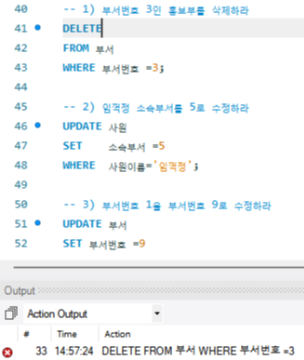 40 -- 1) 부서번호 3인 홍보부를 삭제하라
41 DELETE
42 FROM 부서
43 WHERE 부서번호 =3;
44
45 -- 2) 임꺽정 소속부서를 5로 수정하라
46 UPDATE 사원
47 SET 소속부서 =5
48 WHERE 사원이름='임꺽정';
49
50 -- 3) 부서번호 1을 부서번호 9로 수정하라
51 UPDATE 부서
52 SET 부서번호 =9
Output
Action Output
# Time Action
33 14:57:24 DELETE FROM 부서 WHERE 부서번호 =3